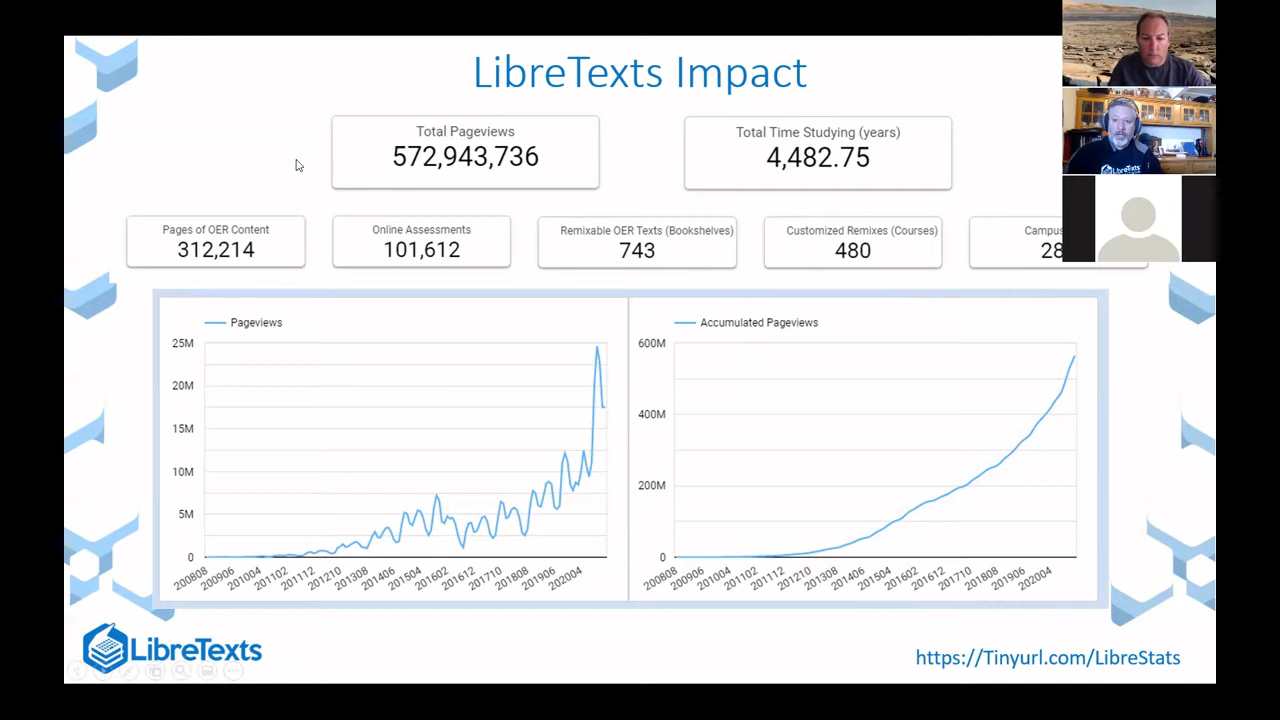 LibreTexts Impact
Total Pageviews
572,943,736
Total Time Studying (years)
4,482.75
Pages of OER Content
312,214
Online Assessments
101,612
Remixable OER Texts (Bookshelves)
743
Customized Remixes (Courses)
480
Pageviews
25M
20M
15M
10M
5M
0
200808
200906
201004
201102
201112
201210
201308
201406
201504
201602
201612
201710
201808
201906
202004
Accumulated Pageviews
600M
400M
200M
0
200808
200906
201004
201102
201112
201210
201308
201406
201504
201602
201612
201710
201808
201906
202004
LibreTexts
https://Tinyurl.com/LibreStats
LibreTexts